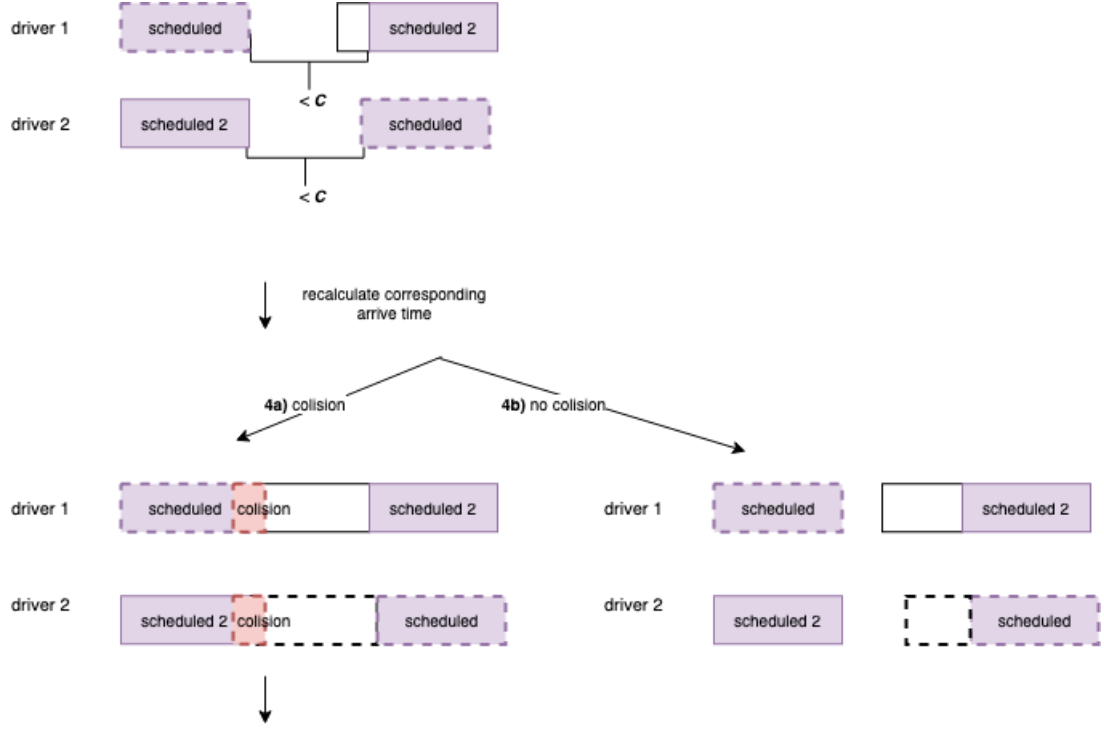 driver 1
scheduled
scheduled 2
< C
driver 2
scheduled 2
scheduled
< C
recalculate corresponding
arrive time
4a) colision
4b) no colision
driver 1
scheduled
colision
scheduled 2
driver 1
scheduled
scheduled 2
driver 2
scheduled 2
colision
scheduled
driver 2
scheduled 2
scheduled